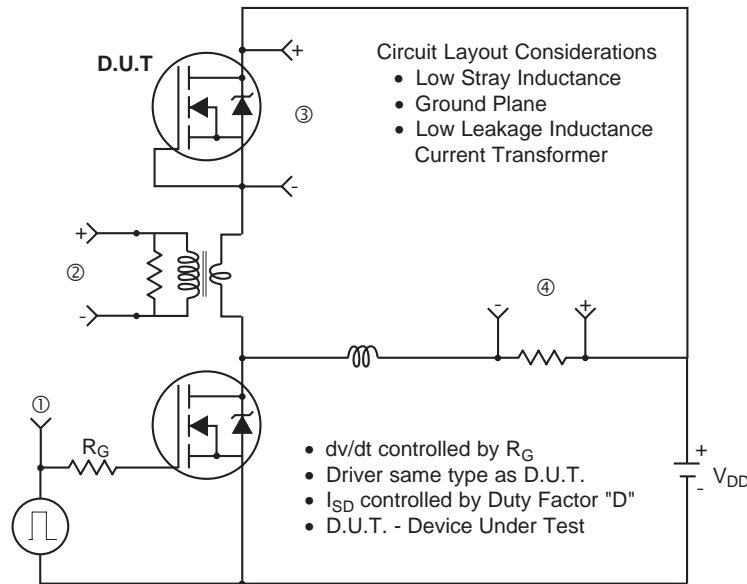 D.U.T
+
-
③
Circuit Layout Considerations
• Low Stray Inductance
• Ground Plane
• Low Leakage Inductance
Current Transformer
+
②
-
-
④
+
①
RG
• dv/dt controlled by RG
• Driver same type as D.U.T.
• ISD controlled by Duty Factor "D"
• D.U.T. - Device Under Test
+
-
VDD